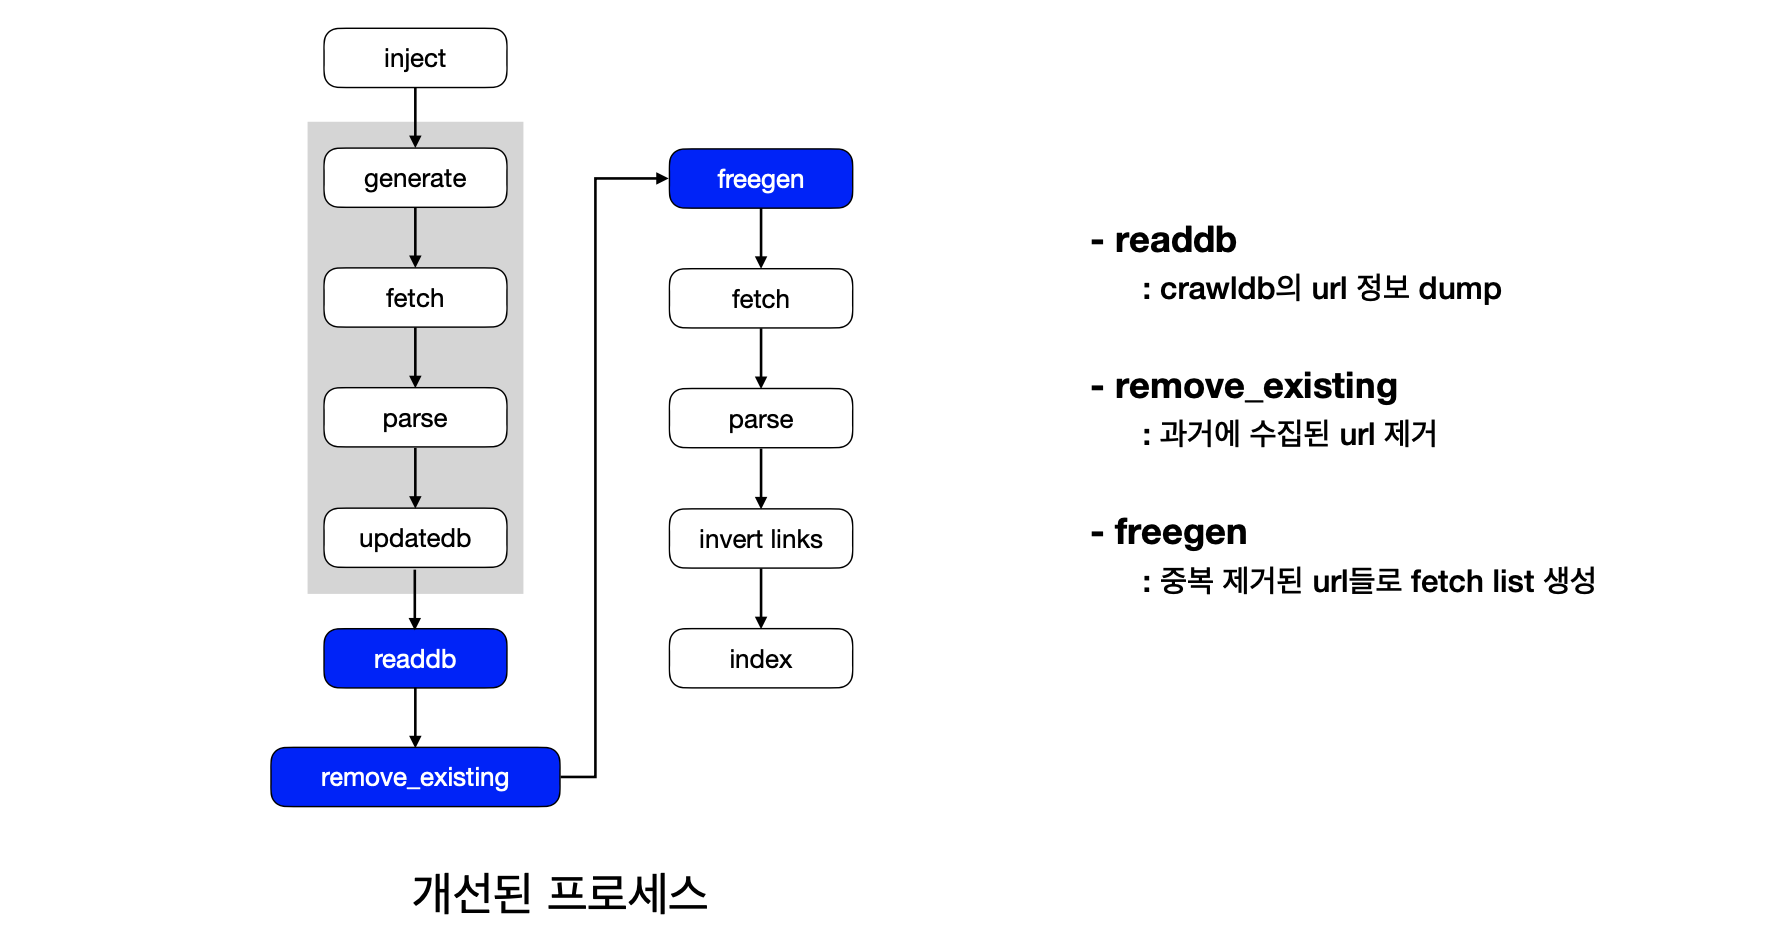 inject
generate
fetch
parse
updatedb
readdb
remove_existing
freegen
fetch
parse
invert links
index
- readdb
: crawldb의 url 정보 dump
- remove_existing
: 과거에 수집된 url 제거
- freegen
: 중복 제거된 url들로 fetch list 생성
개선된 프로세스